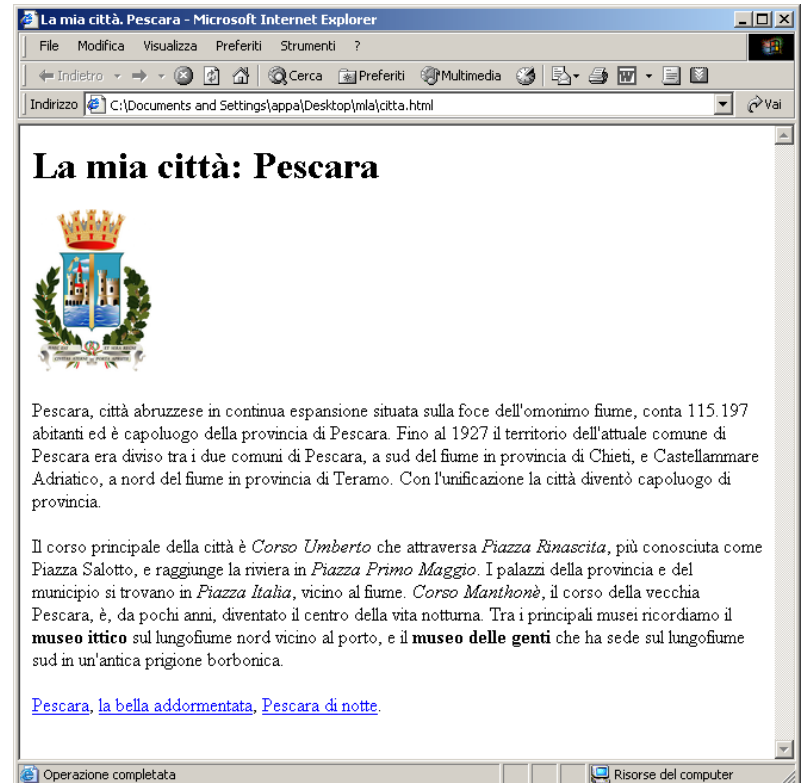 La mia città. Pescara - Microsoft Internet Explorer
File Modifica Visualizza Preferiti Strumenti ?
Indietro Cerca Preferiti Multimedia
Indirizzo C:\Documents and Settings\appa\Desktop\mla\citta.html Vai
La mia città: Pescara
Pescara, città abruzzese in continua espansione situata sulla foce dell'omonimo fiume, conta 115.197
abitanti ed è capoluogo della provincia di Pescara. Fino al 1927 il territorio dell'attuale comune di
Pescara era diviso tra i due comuni di Pescara, a sud del fiume in provincia di Chieti, e Castellammare
Adriatico, a nord del fiume in provincia di Teramo. Con l'unificazione la città diventò capoluogo di
provincia.
Il corso principale della città è Corso Umberto che attraversa Piazza Rinascita, più conosciuta come
Piazza Salotto, e raggiunge la riviera in Piazza Primo Maggio. I palazzi della provincia e del
municipio si trovano in Piazza Italia, vicino al fiume. Corso Manthonè, il corso della vecchia
Pescara, è, da pochi anni, diventato il centro della vita notturna. Tra i principali musei ricordiamo il
museo ittico sul lungofiume nord vicino al porto, e il museo delle genti che ha sede sul lungofiume
sud in un'antica prigione borbonica.
Pescara, la bella addormentata, Pescara di notte.
Operazione completata Risorse del computer